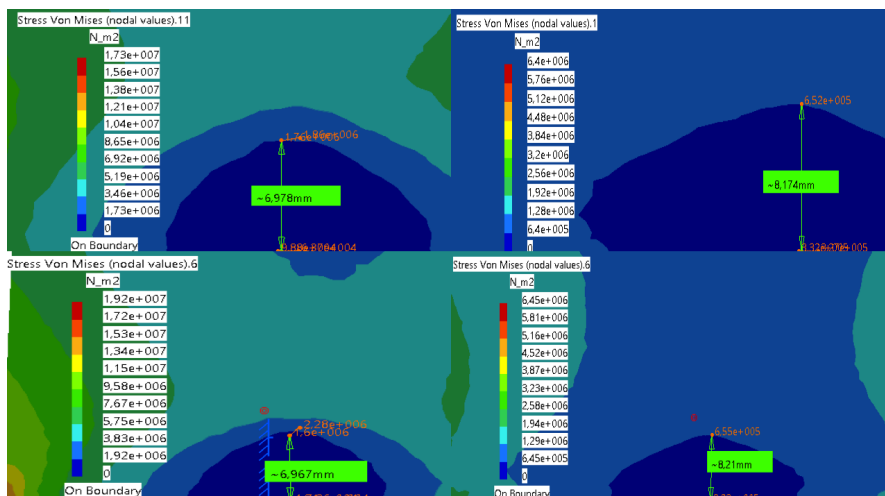 Stress Von Mises (nodal values).11
N_m2
1,73e+007
1,56e+007
1,38e+007
1,21e+007
1,04e+007
8,65e+006
6,92e+006
5,19e+006
3,46e+006
1,73e+006
0
On Boundary
~6,978mm
Stress Von Mises (nodal values).1
N_m2
6,4e+006
5,76e+006
5,12e+006
4,48e+006
3,84e+006
3,2e+006
2,56e+006
1,92e+006
1,28e+006
6,4e+005
0
6,52e+005
~8,174mm
Stress Von Mises (nodal values).6
N_m2
1,92e+007
1,72e+007
1,53e+007
1,34e+007
1,15e+007
9,58e+006
7,67e+006
5,75e+006
3,83e+006
1,92e+006
0
On Boundary
2,28e+006
1,6e+006
~6,967mm
Stress Von Mises (nodal values).6
N_m2
6,45e+006
5,81e+006
5,16e+006
4,52e+006
3,87e+006
3,23e+006
2,58e+006
1,94e+006
1,29e+006
6,45e+005
0
On Boundary
6,55e+005
~8,21mm